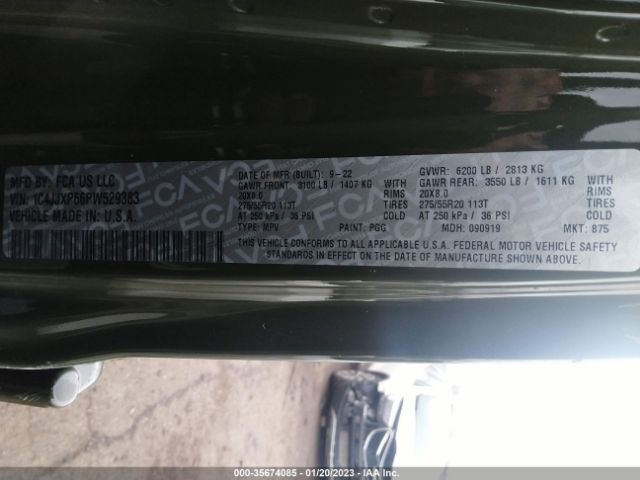 MFD BY: FCA US LLC
VIN: 1C4JJXP66PW529383
VEHICLE MADE IN U.S.A.
DATE OF MFR (BUILT): 9-22
GAWR FRONT: 3100 LB / 1407 KG WITH
20X8.0 RIMS
275/55R20 113T TIRES
AT 250 kPa / 36 PSI COLD
TYPE: MPV PAINT: PGG
GVWR: 6200 LB / 2813 KG
GAWR REAR: 3550 LB / 1611 KG WITH
20X8.0 RIMS
275/55R20 113T TIRES
AT 250 kPa / 36 PSI COLD
MDH: 090919 MKT: 875
THIS VEHICLE CONFORMS TO ALL APPLICABLE U.S.A. FEDERAL MOTOR VEHICLE SAFETY
STANDARDS IN EFFECT ON THE DATE OF MANUFACTURE SHOWN ABOVE.
©OVE-35674085 - 01/20/2023 - IAA Inc.